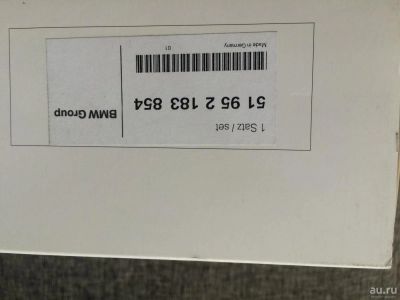 1 Satz / set
51 95 2 183 854
BMW Group
Made in Germany
01
au.ru